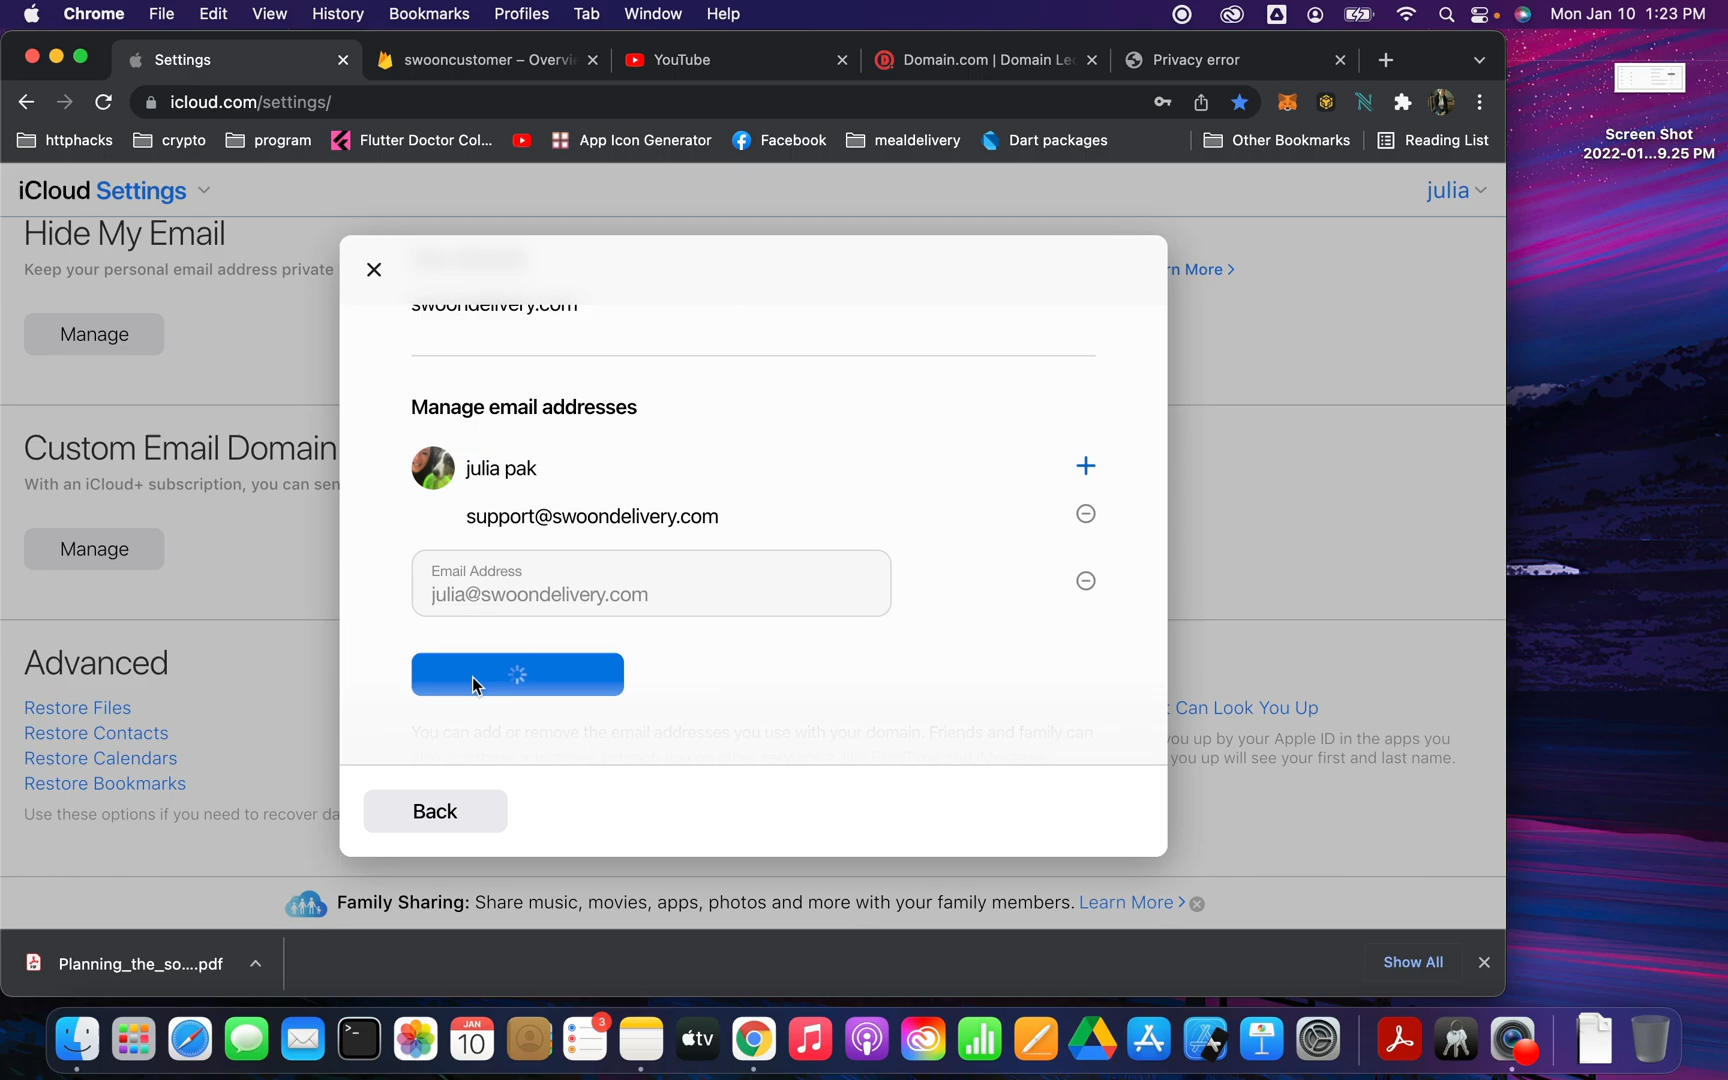 Chrome File Edit View History Bookmarks Profiles Tab Window Help Mon Jan 10 1:23 PM
Settings swooncustomer – Overvi YouTube Domain.com | Domain Le Privacy error
icloud.com/settings/
httphacks crypto program Flutter Doctor Col... App Icon Generator Facebook mealdelivery Dart packages Other Bookmarks Reading List
Screen Shot
2022-01...9.25 PM
iCloud Settings julia
Hide My Email
Keep your personal email address private
rn More >
Manage
swoondelivery.com
Manage email addresses
Custom Email Domain
With an iCloud+ subscription, you can sen
Manage
julia pak
support@swoondelivery.com
Email Address
julia@swoondelivery.com
Advanced
Restore Files
Restore Contacts
Restore Calendars
Restore Bookmarks
Use these options if you need to recover da
You can add or remove the email addresses you use with your domain. Friends and family can
Can Look You Up
you up by your Apple ID in the apps you
you up will see your first and last name.
Back
Family Sharing: Share music, movies, apps, photos and more with your family members. Learn More >
Planning_the_so....pdf Show All
JAN
10
3
tv